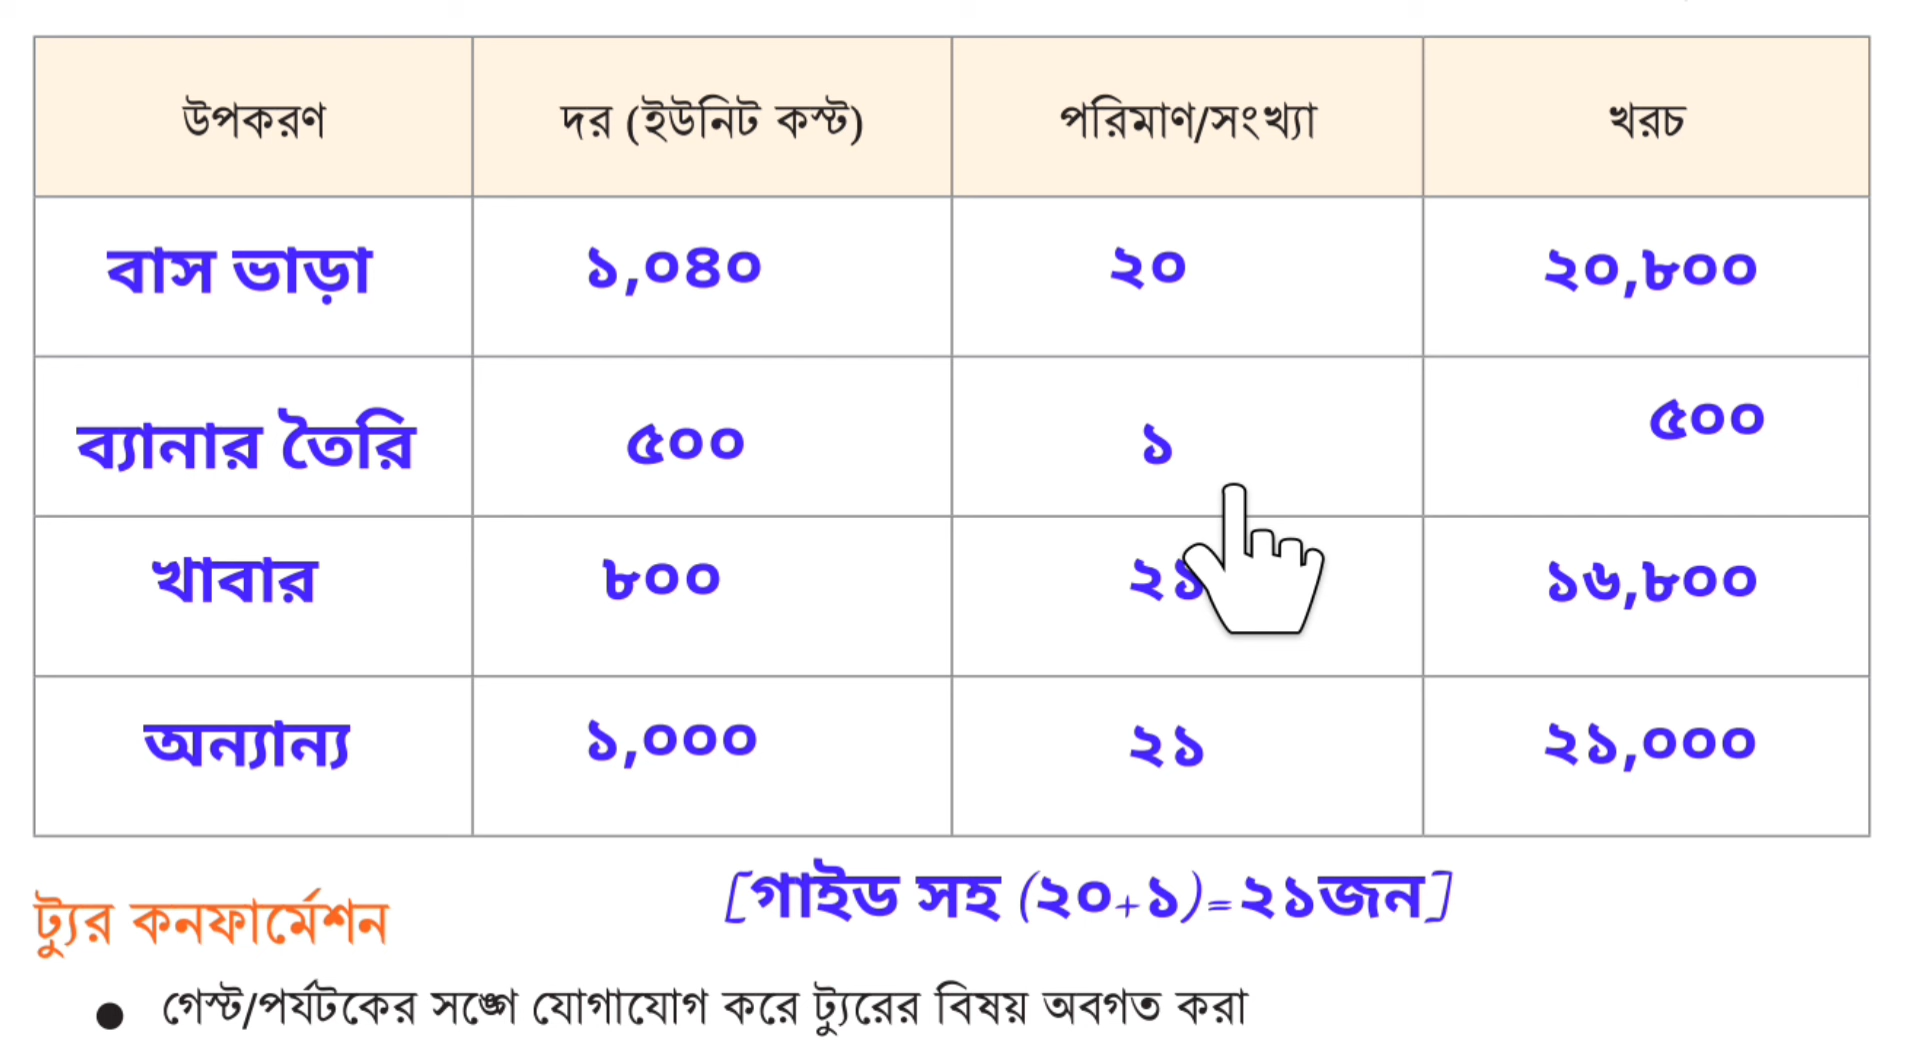 উপকরণ দর (ইউনিট কস্ট) পরিমাণ/সংখ্যা খরচ
বাস ভাড়া ১,০৪০ ২০ ২০,৮০০
ব্যানার তৈরি ৫০০ ১ ৫০০
খাবার ৮০০ ২১ ১৬,৮০০
অন্যান্য ১,০০০ ২১ ২১,০০০
[গাইড সহ (২০+১)=২১জন]
ট্যুর কনফার্মেশন
● গেস্ট/পর্যটকের সঙ্গে যোগাযোগ করে ট্যুরের বিষয় অবগত করা